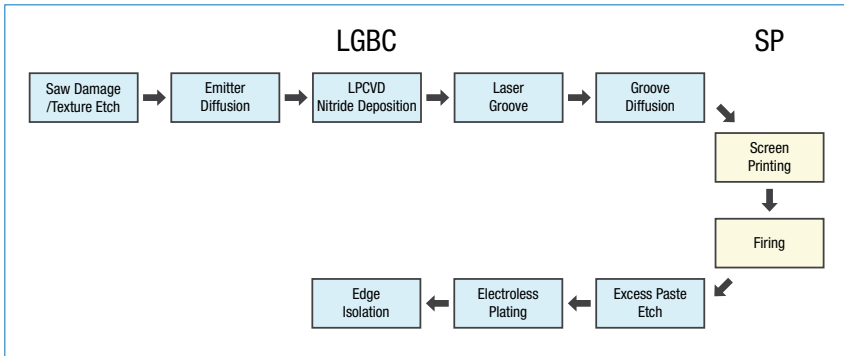 LGBC
SP
Saw Damage
/Texture Etch
Emitter
Diffusion
LPCVD
Nitride Deposition
Laser
Groove
Groove
Diffusion
Screen
Printing
Firing
Excess Paste
Etch
Electroless
Plating
Edge
Isolation